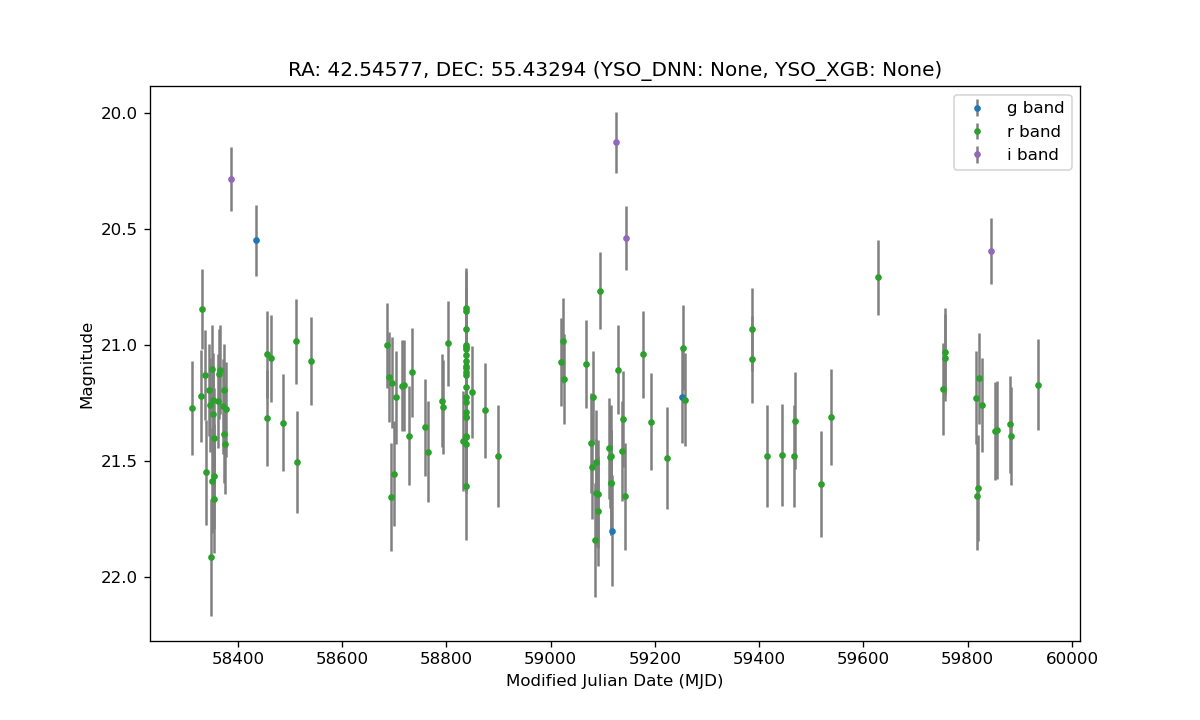 RA: 42.54577, DEC: 55.43294 (YSO_DNN: None, YSO_XGB: None)
g band
r band
i band
20.0
20.5
21.0
21.5
22.0
Magnitude
58400 58600 58800 59000 59200 59400 59600 59800 60000
Modified Julian Date (MJD)